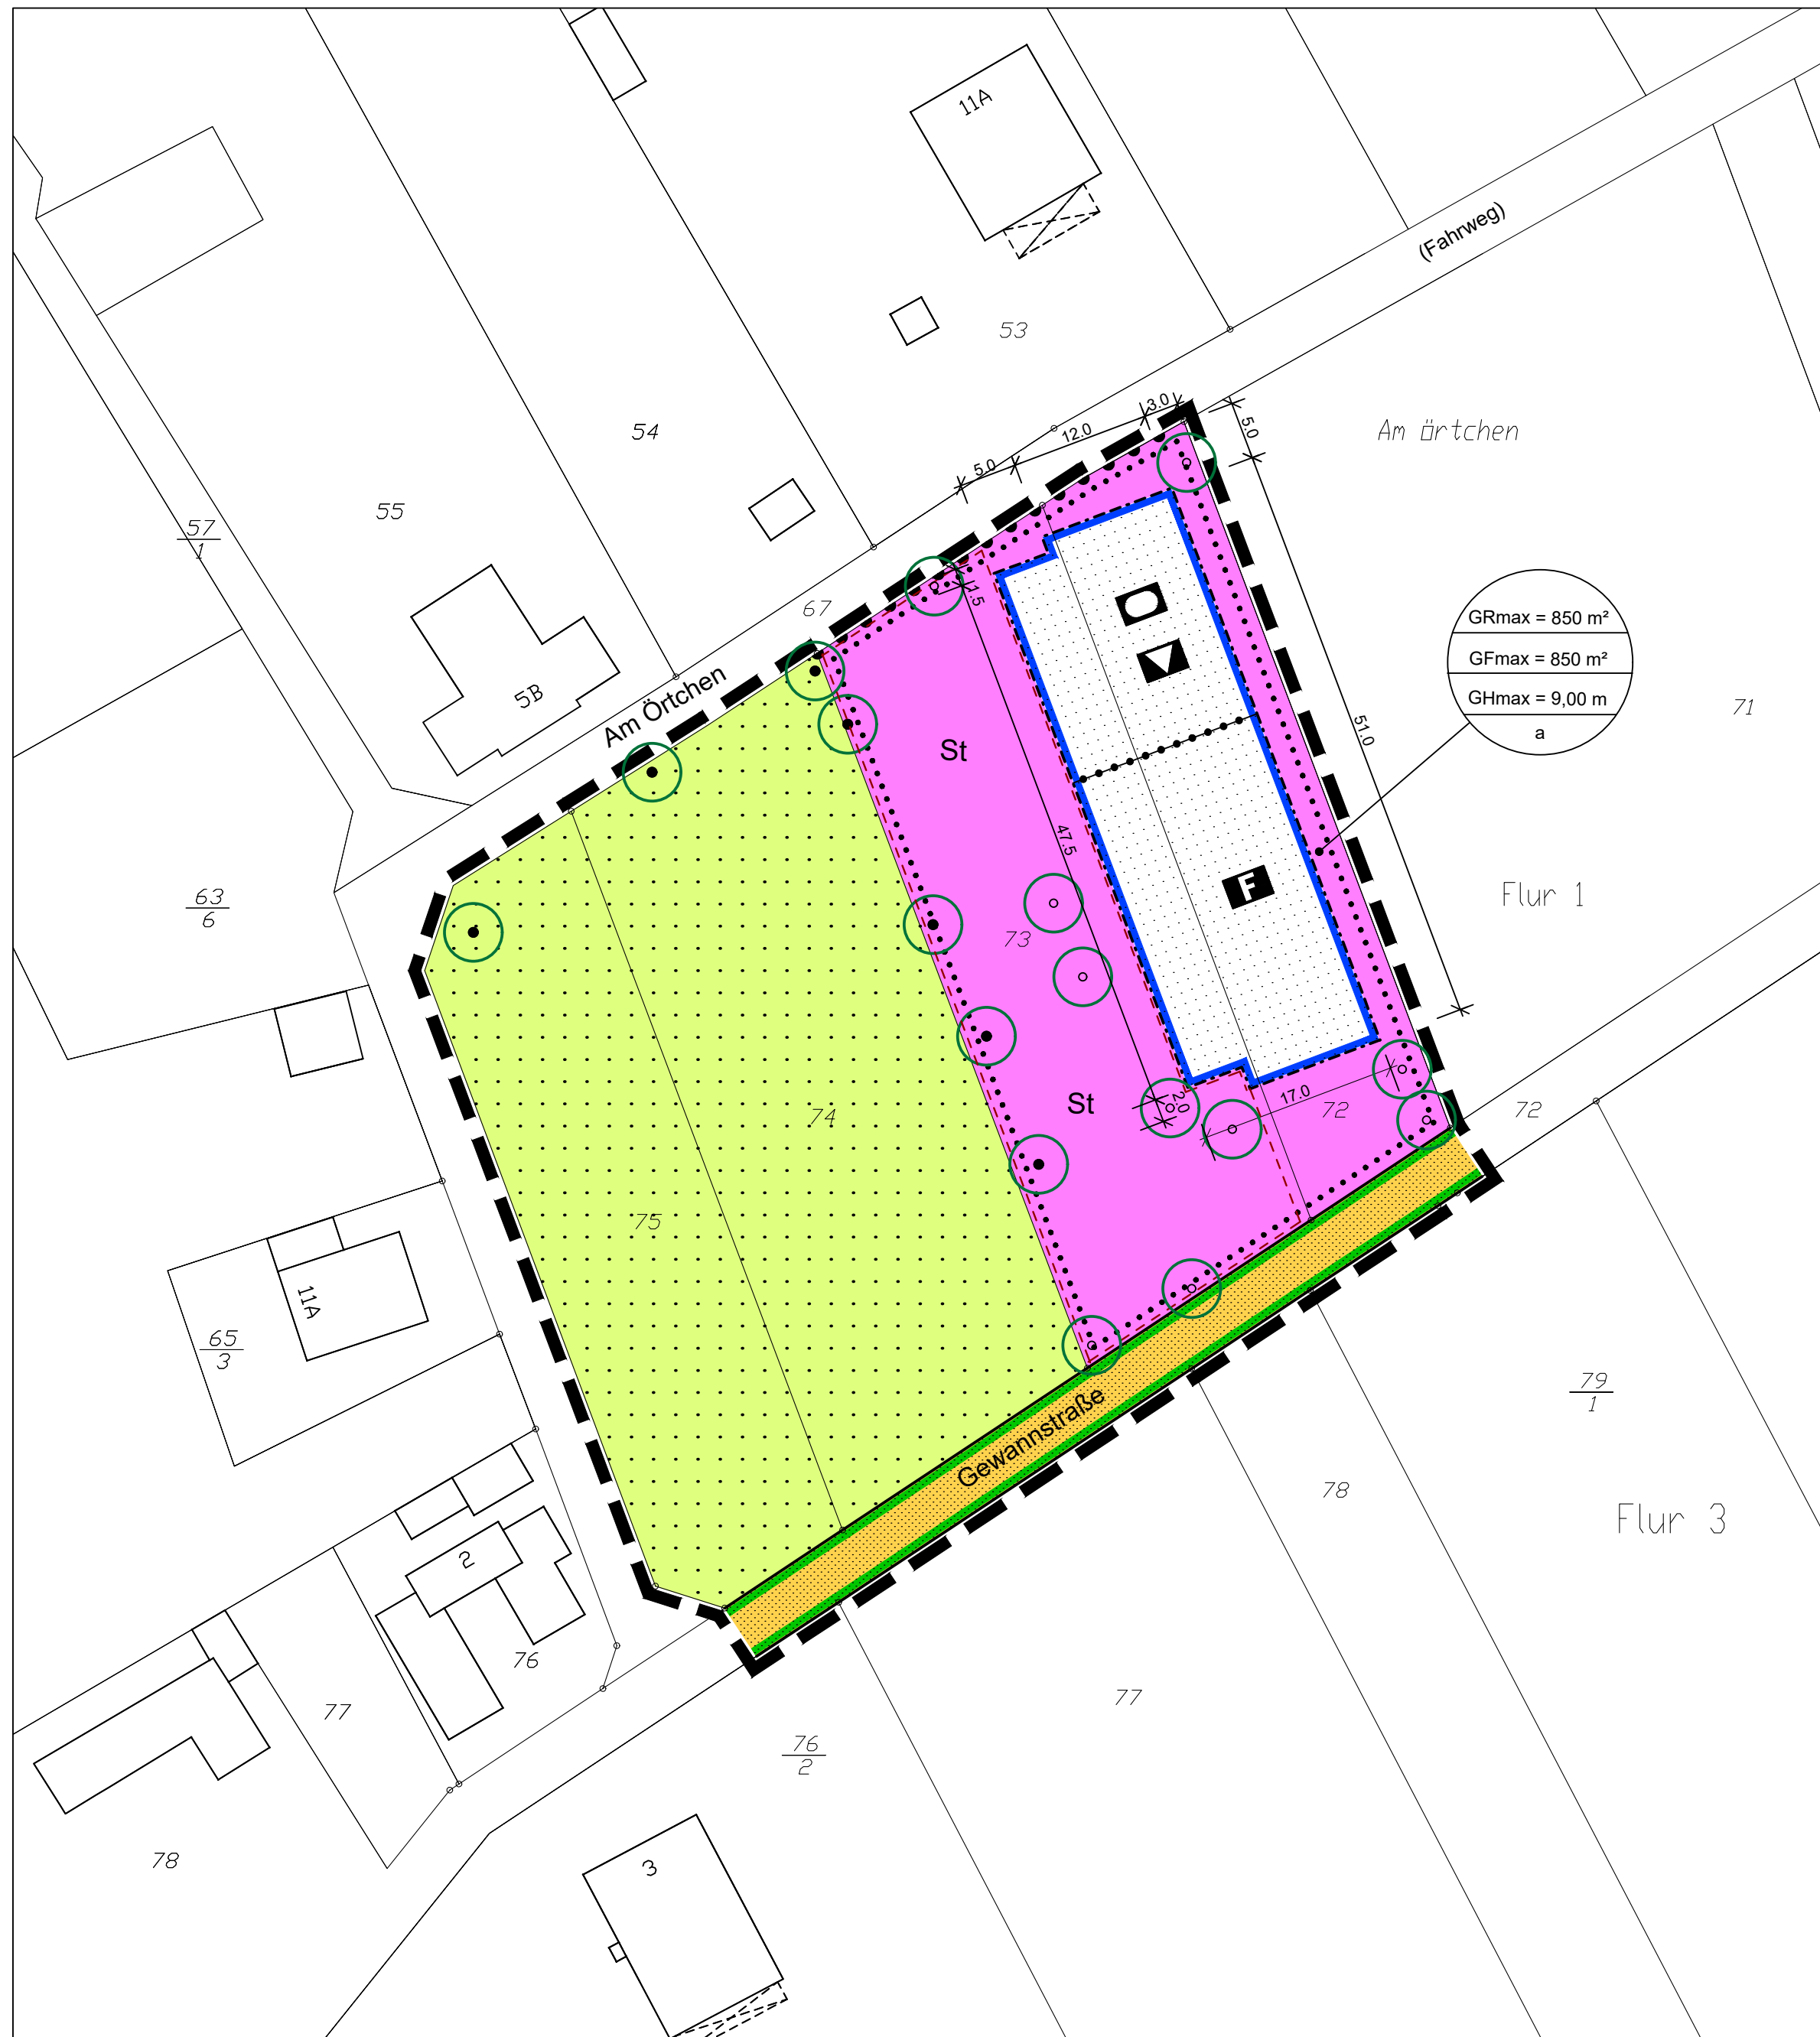 11A
(Fahrweg)
53
3.0
12.0
5.0
5.0
Am örtchen
54
55
57
1
67
1.5
GRmax = 850 m²
GFmax = 850 m²
GHmax = 9,00 m
a
5B
Am Örtchen
St
51.0
71
47.5
F
63
6
Flur 1
73
74
St
2.0
17.0
72
72
75
11A
65
3
79
1
Gewannstraße
78
Flur 3
2
76
77
77
76
2
78
3